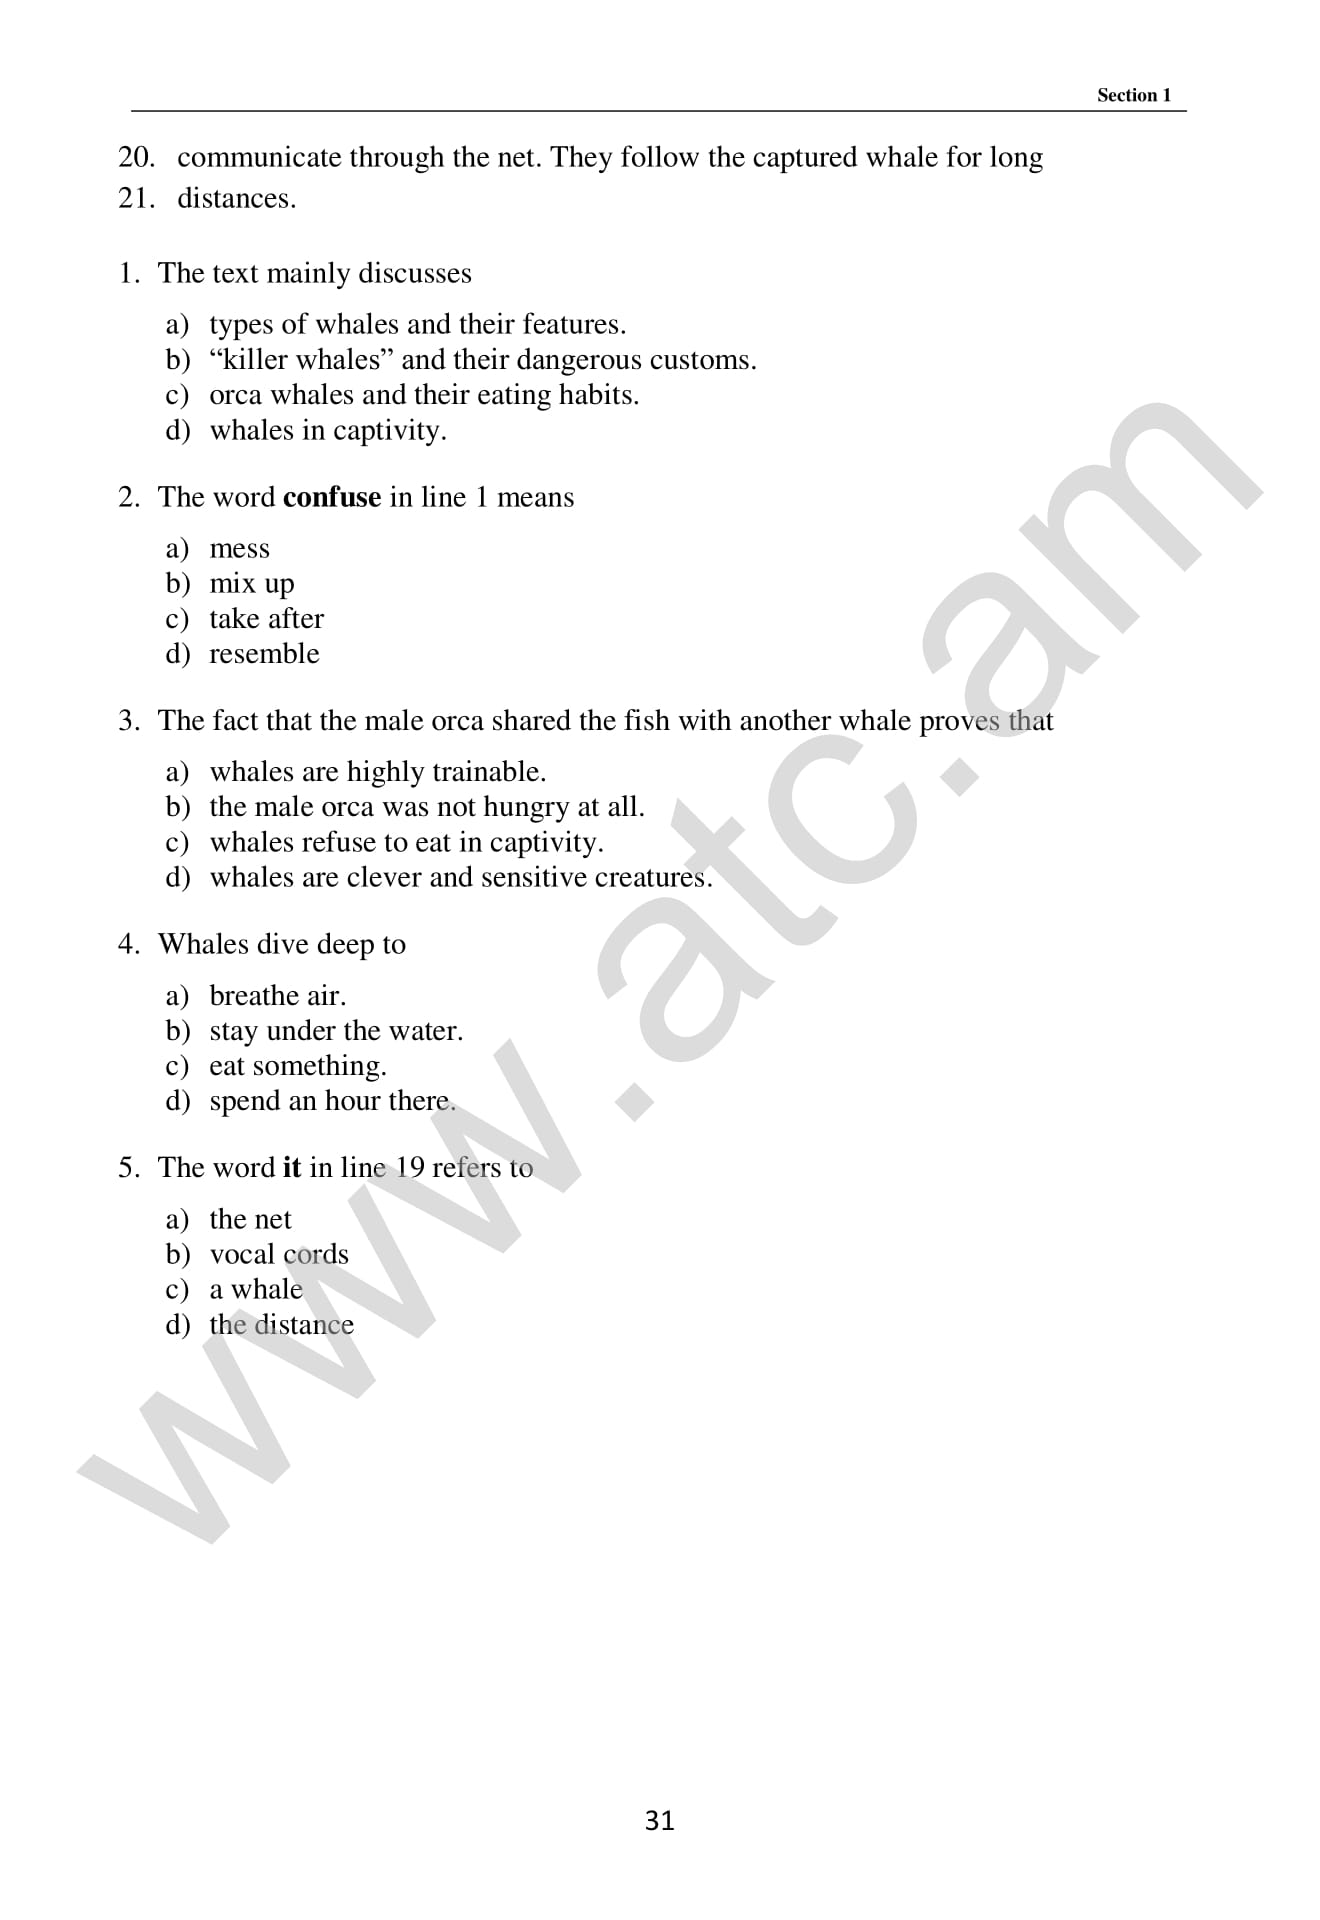 Section 1
20. communicate through the net. They follow the captured whale for long
21. distances.
1. The text mainly discusses
a) types of whales and their features.
b) “killer whales” and their dangerous customs.
c) orca whales and their eating habits.
d) whales in captivity.
2. The word confuse in line 1 means
a) mess
b) mix up
c) take after
d) resemble
3. The fact that the male orca shared the fish with another whale proves that
a) whales are highly trainable.
b) the male orca was not hungry at all.
c) whales refuse to eat in captivity.
d) whales are clever and sensitive creatures.
4. Whales dive deep to
a) breathe air.
b) stay under the water.
c) eat something.
d) spend an hour there.
5. The word it in line 19 refers to
a) the net
b) vocal cords
c) a whale
d) the distance
www.atc.am
31